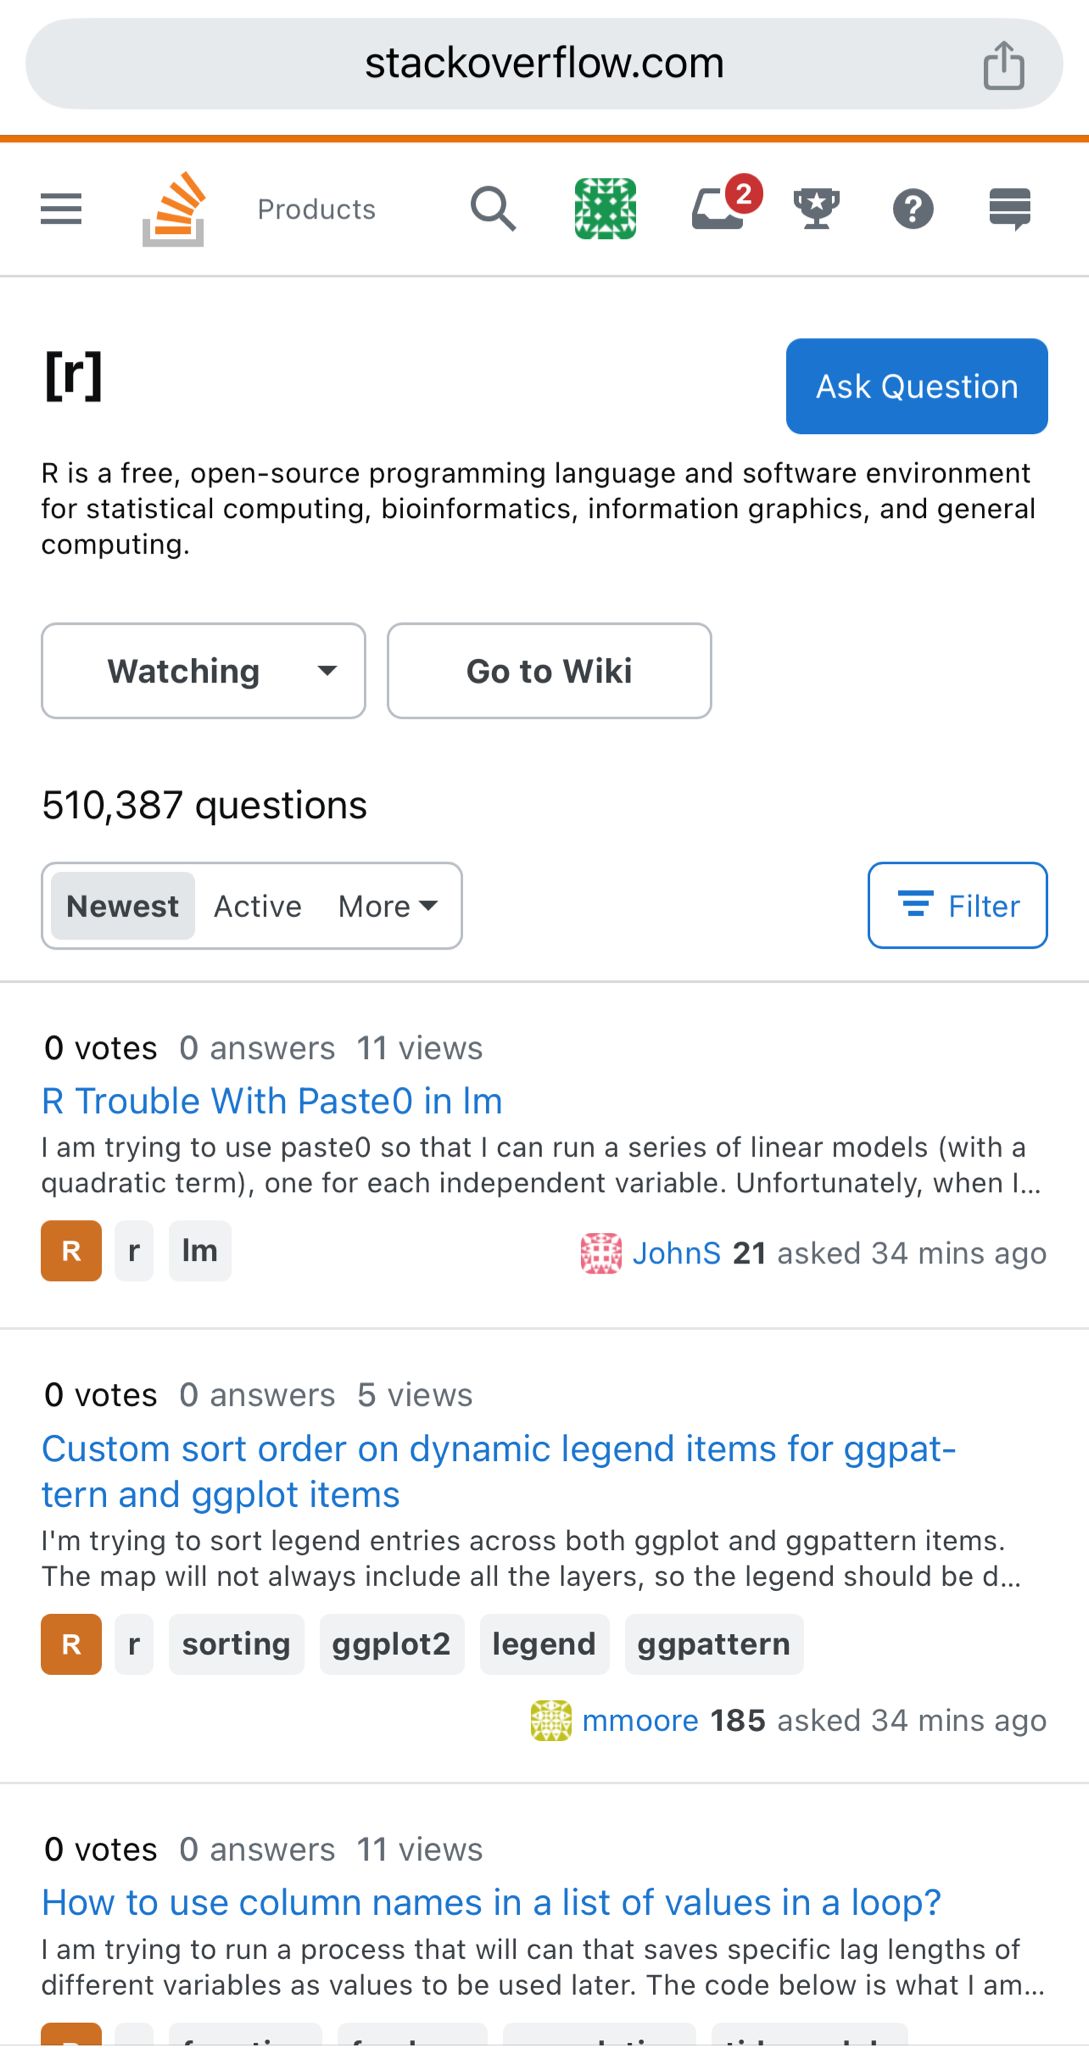 stackoverflow.com
Products
2
[r]
Ask Question
R is a free, open-source programming language and software environment
for statistical computing, bioinformatics, information graphics, and general
computing.
Watching
Go to Wiki
510,387 questions
Newest Active More
Filter
0 votes 0 answers 11 views
R Trouble With Paste0 in lm
I am trying to use paste0 so that I can run a series of linear models (with a
quadratic term), one for each independent variable. Unfortunately, when I...
R r lm
JohnS 21 asked 34 mins ago
0 votes 0 answers 5 views
Custom sort order on dynamic legend items for ggpat-
tern and ggplot items
I'm trying to sort legend entries across both ggplot and ggpattern items.
The map will not always include all the layers, so the legend should be d...
R r sorting ggplot2 legend ggpattern
mmoore 185 asked 34 mins ago
0 votes 0 answers 11 views
How to use column names in a list of values in a loop?
I am trying to run a process that will can that saves specific lag lengths of
different variables as values to be used later. The code below is what I am...